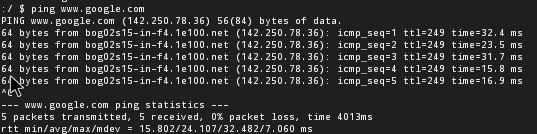 :/ $ ping www.google.com
PING www.google.com (142.250.78.36) 56(84) bytes of data.
64 bytes from bog02s15-in-f4.1e100.net (142.250.78.36): icmp_seq=1 ttl=249 time=32.4 ms
64 bytes from bog02s15-in-f4.1e100.net (142.250.78.36): icmp_seq=2 ttl=249 time=23.5 ms
64 bytes from bog02s15-in-f4.1e100.net (142.250.78.36): icmp_seq=3 ttl=249 time=31.7 ms
64 bytes from bog02s15-in-f4.1e100.net (142.250.78.36): icmp_seq=4 ttl=249 time=15.8 ms
64 bytes from bog02s15-in-f4.1e100.net (142.250.78.36): icmp_seq=5 ttl=249 time=16.9 ms
^C
--- www.google.com ping statistics ---
5 packets transmitted, 5 received, 0% packet loss, time 4013ms
rtt min/avg/max/mdev = 15.802/24.107/32.482/7.060 ms